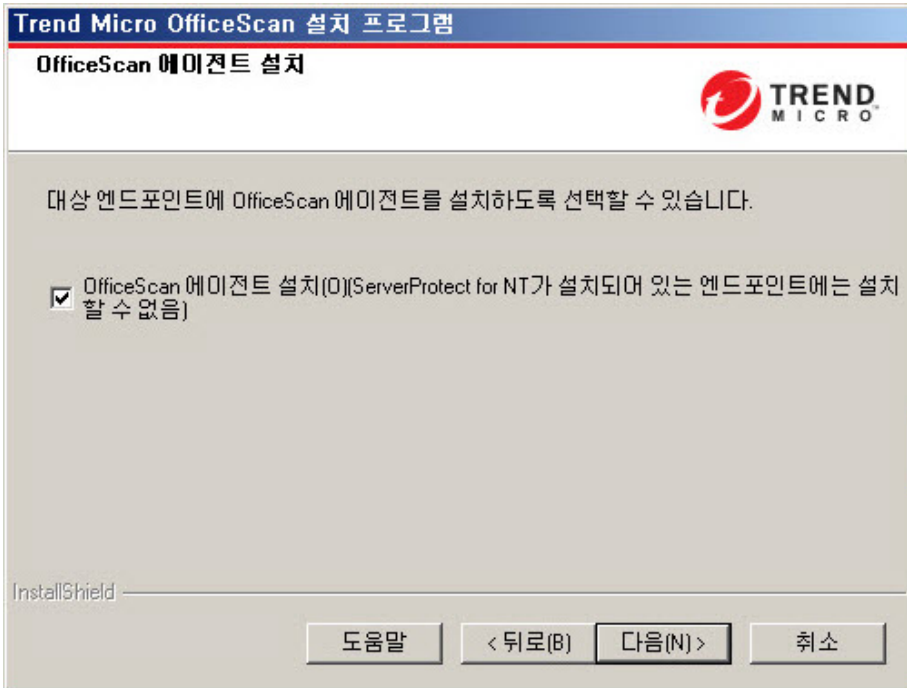 Trend Micro OfficeScan 설치 프로그램
OfficeScan 에이전트 설치
TREND
MICRO
대상 엔드포인트에 OfficeScan 에이전트를 설치하도록 선택할 수 있습니다.
OfficeScan 에이전트 설치(O)(ServerProtect for NT가 설치되어 있는 엔드포인트에는 설치
할 수 없음)
InstallShield
도움말
< 뒤로(B)
다음(N) >
취소